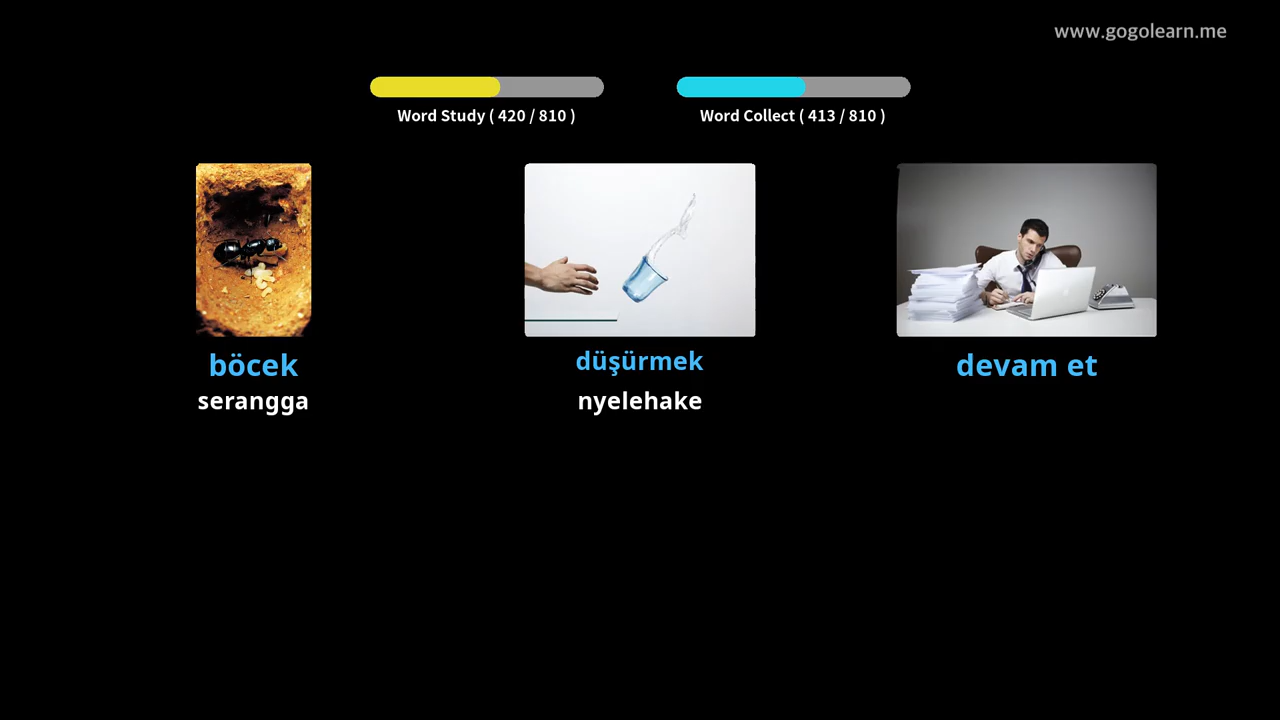 www.gogolearn.me
Word Study ( 420 / 810 )
Word Collect ( 413 / 810 )
böcek
serangga
düşürmek
nyelehake
devam et